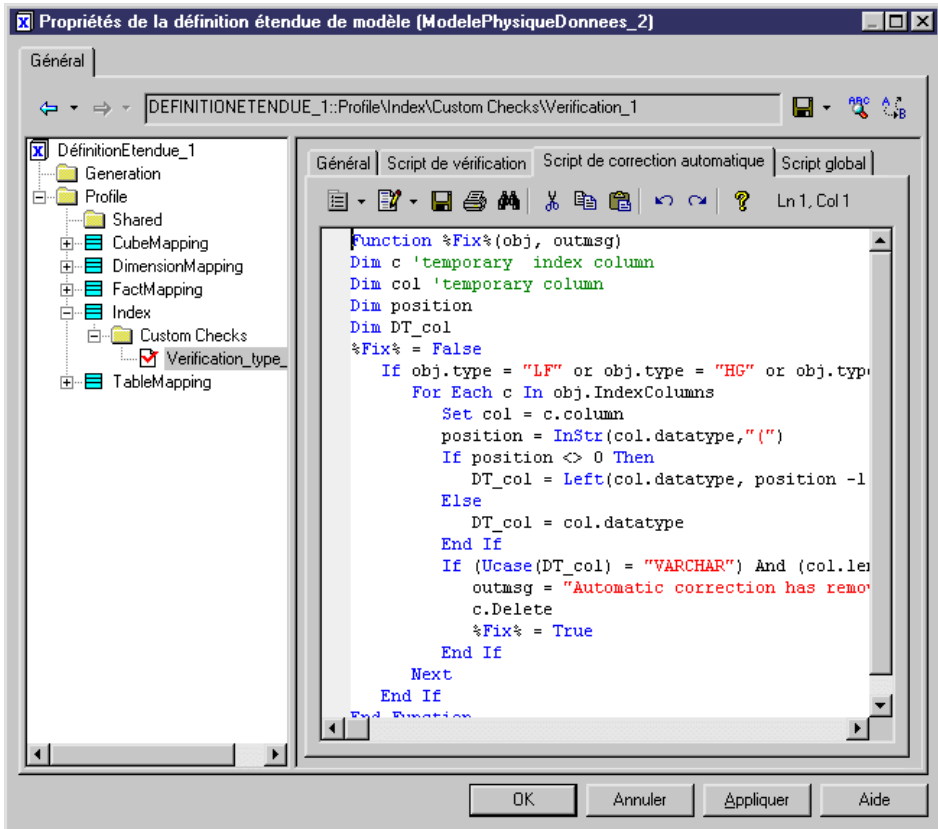 Propriétés de la définition étendue de modèle (ModelePhysiqueDonnees_2)
Général
DEFINITIONETENDUE_1::Profile\Index\Custom Checks\Verification_1
DéfinitionEtendue_1
Generation
Profile
Shared
CubeMapping
DimensionMapping
FactMapping
Index
Custom Checks
Verification_type_
TableMapping
Général Script de vérification Script de correction automatique Script global
Ln 1, Col 1
Function %Fix%(obj, outmsg)
Dim c 'temporary index column
Dim col 'temporary column
Dim position
Dim DT_col
%Fix% = False
If obj.type = "LF" or obj.type = "HG" or obj.typ
For Each c In obj.IndexColumns
Set col = c.column
position = InStr(col.datatype,"(")
If position <> 0 Then
DT_col = Left(col.datatype, position -1
Else
DT_col = col.datatype
End If
If (Ucase(DT_col) = "VARCHAR") And (col.le
outmsg = "Automatic correction has remo
c.Delete
%Fix% = True
End If
Next
End If
End Function
OK Annuler Appliquer Aide